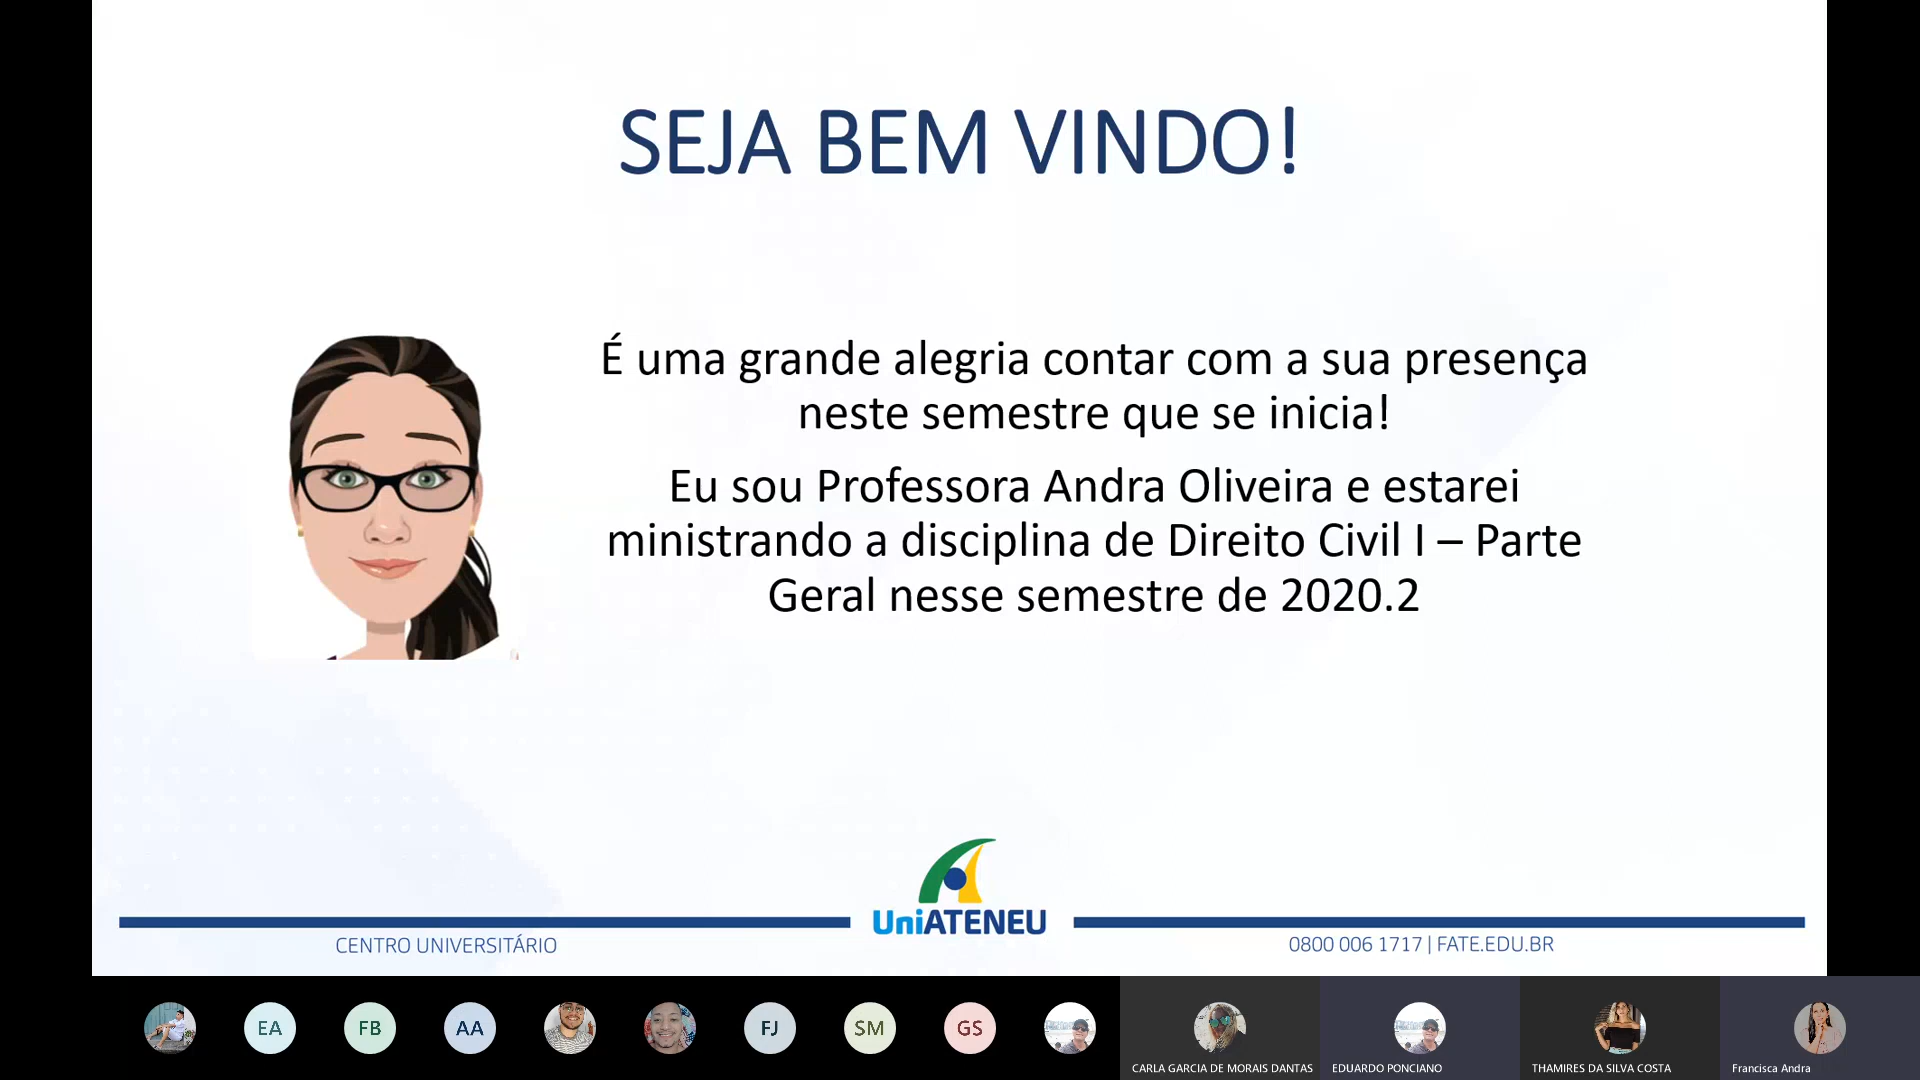 SEJA BEM VINDO!
É uma grande alegria contar com a sua presença
neste semestre que se inicia!
Eu sou Professora Andra Oliveira e estarei
ministrando a disciplina de Direito Civil I – Parte
Geral nesse semestre de 2020.2
UniATENEU
CENTRO UNIVERSITÁRIO
0800 006 1717 | FATE.EDU.BR
EA
FB
AA
FJ
SM
GS
CARLA GARCIA DE MORAIS DANTAS
EDUARDO PONCIANO
THAMIRES DA SILVA COSTA
Francisca Andra